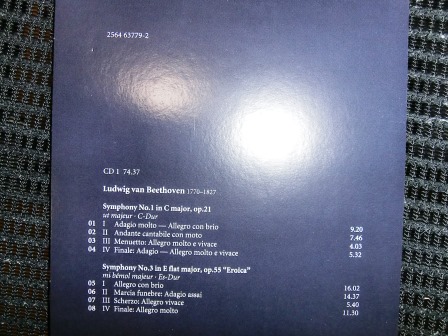 2564 63779-2
CD 1 74.37
Ludwig van Beethoven 1770–1827
Symphony No.1 in C major, op.21
ut majeur · C-Dur
01 I Adagio molto — Allegro con brio 9.20
02 II Andante cantabile con moto 7.46
03 III Menuetto: Allegro molto e vivace 4.03
04 IV Finale: Adagio — Allegro molto e vivace 5.32
Symphony No.3 in E flat major, op.55 "Eroica"
mi bémol majeur · Es-Dur
05 I Allegro con brio 16.02
06 II Marcia funebre: Adagio assai 14.37
07 III Scherzo: Allegro vivace 5.40
08 IV Finale: Allegro molto 11.30